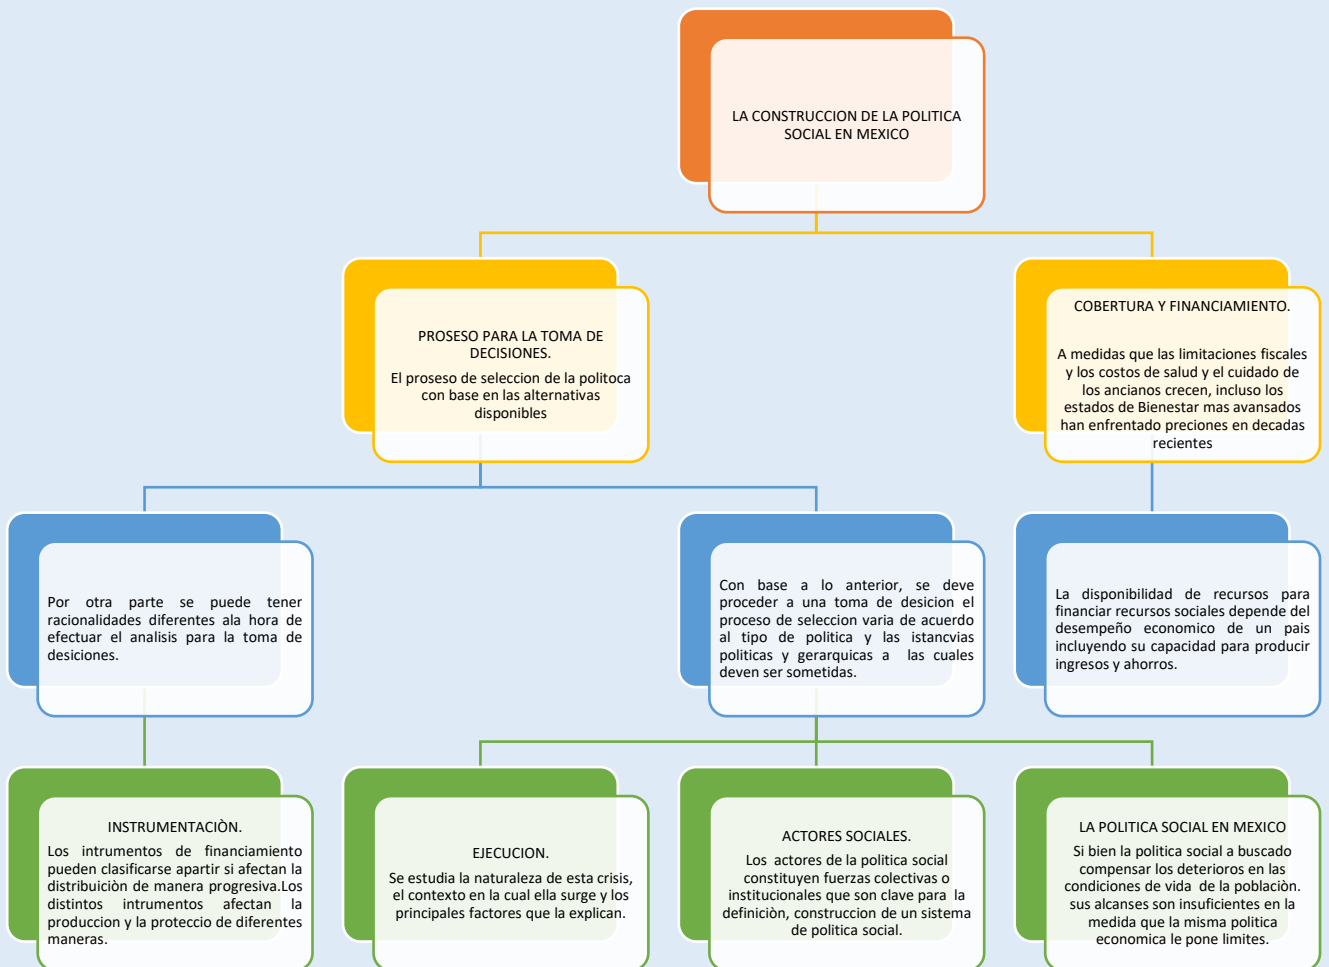 LA CONSTRUCCION DE LA POLITICA
SOCIAL EN MEXICO
PROSESO PARA LA TOMA DE
DECISIONES.
El proseso de seleccion de la politoca
con base en las alternativas
disponibles
COBERTURA Y FINANCIAMIENTO.
A medidas que las limitaciones fiscales
y los costos de salud y el cuidado de
los ancianos crecen, incluso los
estados de Bienestar mas avansados
han enfrentado preciones en decadas
recientes
Por otra parte se puede tener
racionalidades diferentes ala hora de
efectuar el analisis para la toma de
desiciones.
Con base a lo anterior, se deve
proceder a una toma de desicion el
proceso de seleccion varia de acuerdo
al tipo de politica y las istancvias
politicas y gerarquicas a las cuales
deven ser sometidas.
La disponibilidad de recursos para
financiar recursos sociales depende del
desempeño economico de un pais
incluyendo su capacidad para producir
ingresos y ahorros.
INSTRUMENTACIÒN.
Los intrumentos de financiamiento
pueden clasificarse apartir si afectan la
distribuiciòn de manera progresiva.Los
distintos intrumentos afectan la
produccion y la proteccio de diferentes
maneras.
EJECUCION.
Se estudia la naturaleza de esta crisis,
el contexto en la cual ella surge y los
principales factores que la explican.
ACTORES SOCIALES.
Los actores de la politica social
constituyen fuerzas colectivas o
institucionales que son clave para la
definiciòn, construccion de un sistema
de politica social.
LA POLITICA SOCIAL EN MEXICO
Si bien la politica social a buscado
compensar los deterioros en las
condiciones de vida de la poblaciòn.
sus alcanses son insuficientes en la
medida que la misma politica
economica le pone limites.